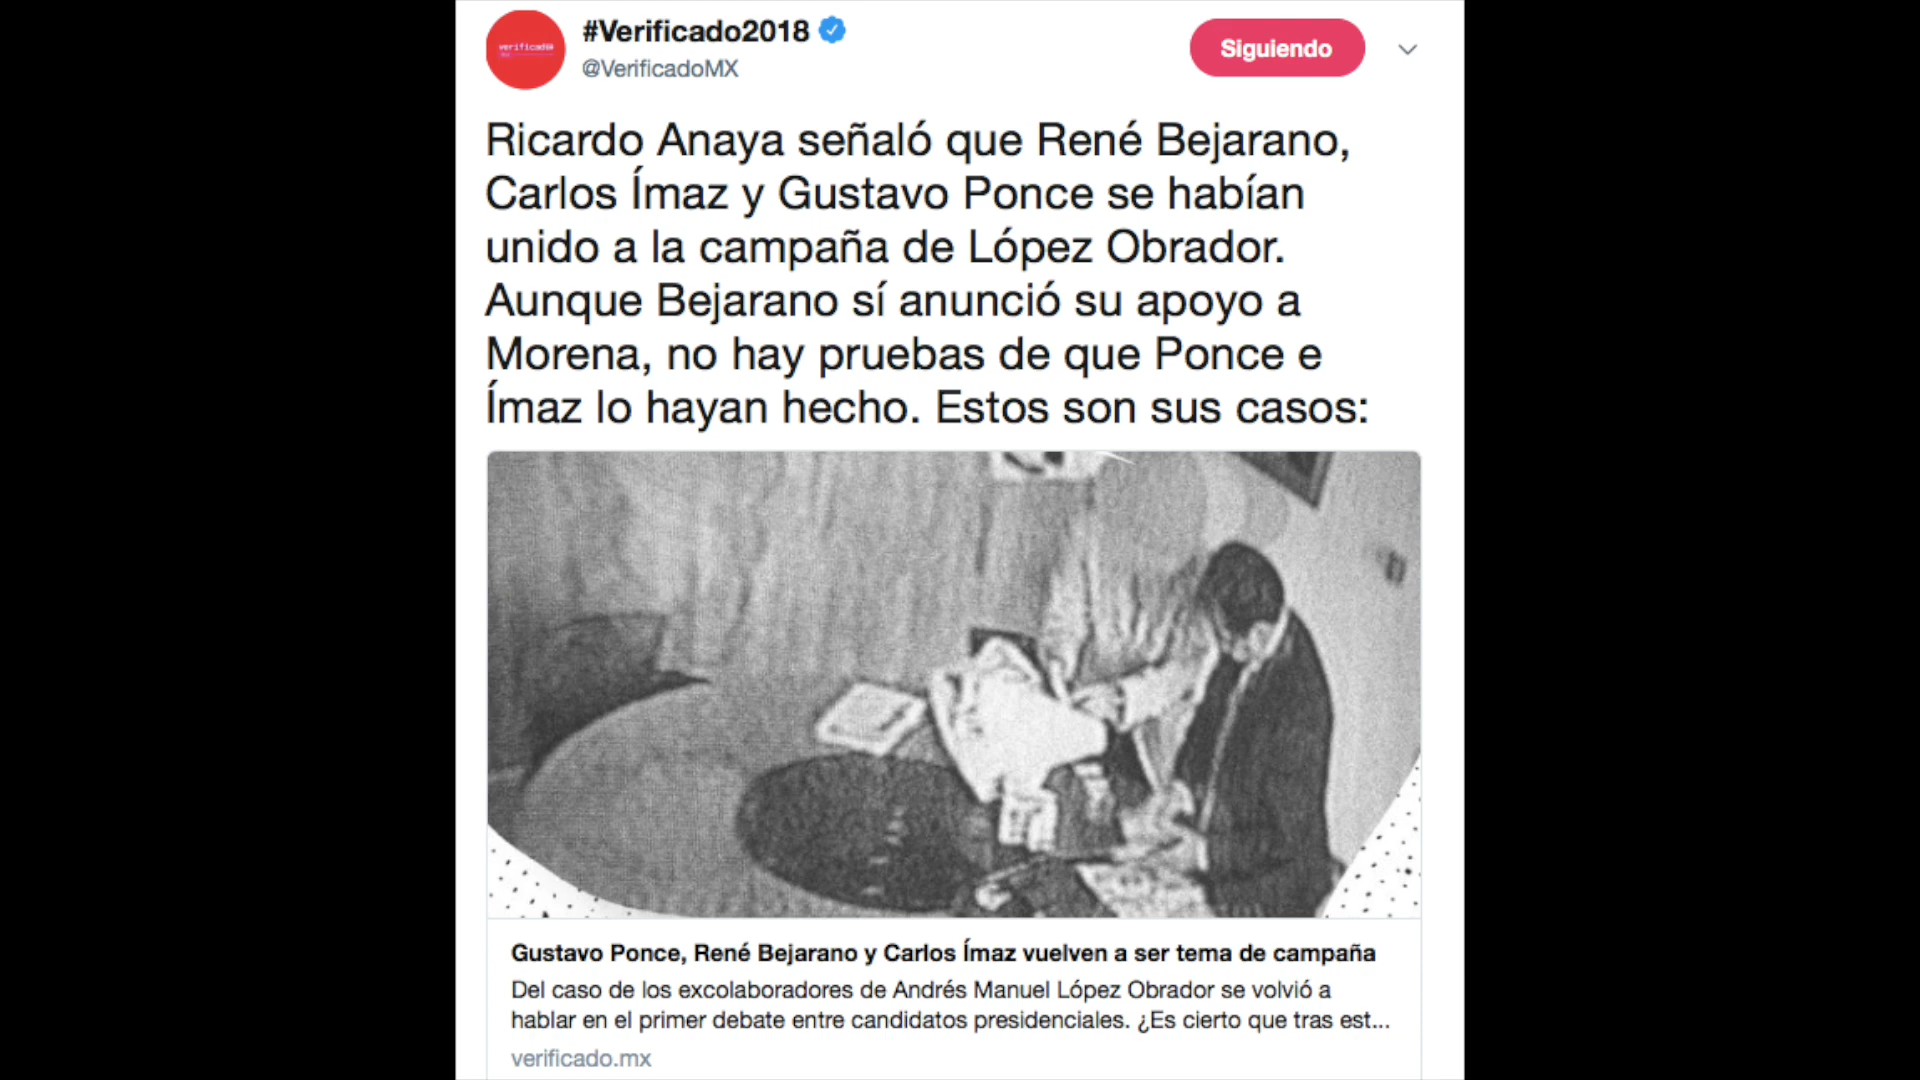 #Verificado2018
@VerificadoMX
Siguiendo
Ricardo Anaya señaló que René Bejarano,
Carlos Ímaz y Gustavo Ponce se habían
unido a la campaña de López Obrador.
Aunque Bejarano sí anunció su apoyo a
Morena, no hay pruebas de que Ponce e
Ímaz lo hayan hecho. Estos son sus casos:
Gustavo Ponce, René Bejarano y Carlos Ímaz vuelven a ser tema de campaña
Del caso de los excolaboradores de Andrés Manuel López Obrador se volvió a
hablar en el primer debate entre candidatos presidenciales. ¿Es cierto que tras est...
verificado.mx